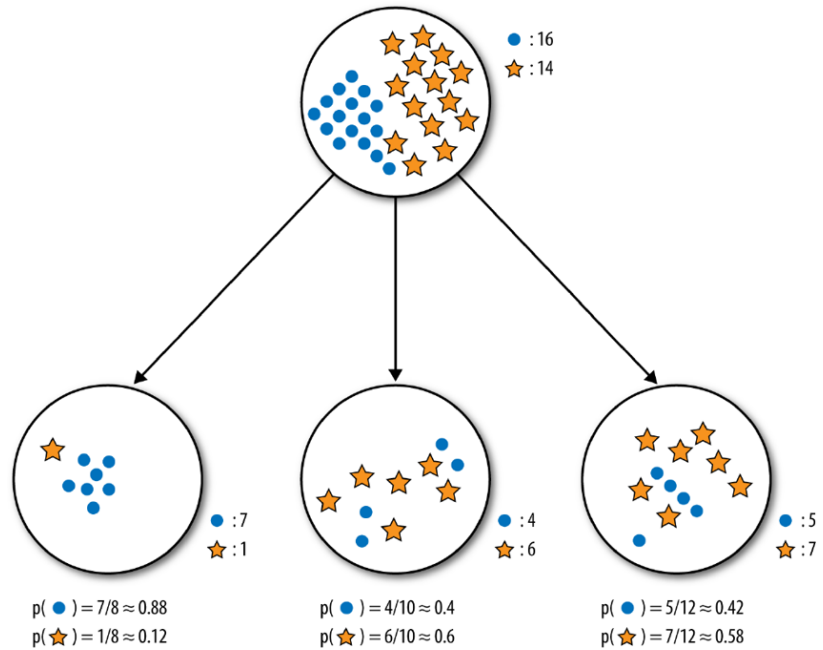 : 16
: 14
: 7
: 1
: 4
: 6
: 5
: 7
p( ) = 7/8 ≈ 0.88
p( ) = 1/8 ≈ 0.12
p( ) = 4/10 ≈ 0.4
p( ) = 6/10 ≈ 0.6
p( ) = 5/12 ≈ 0.42
p( ) = 7/12 ≈ 0.58